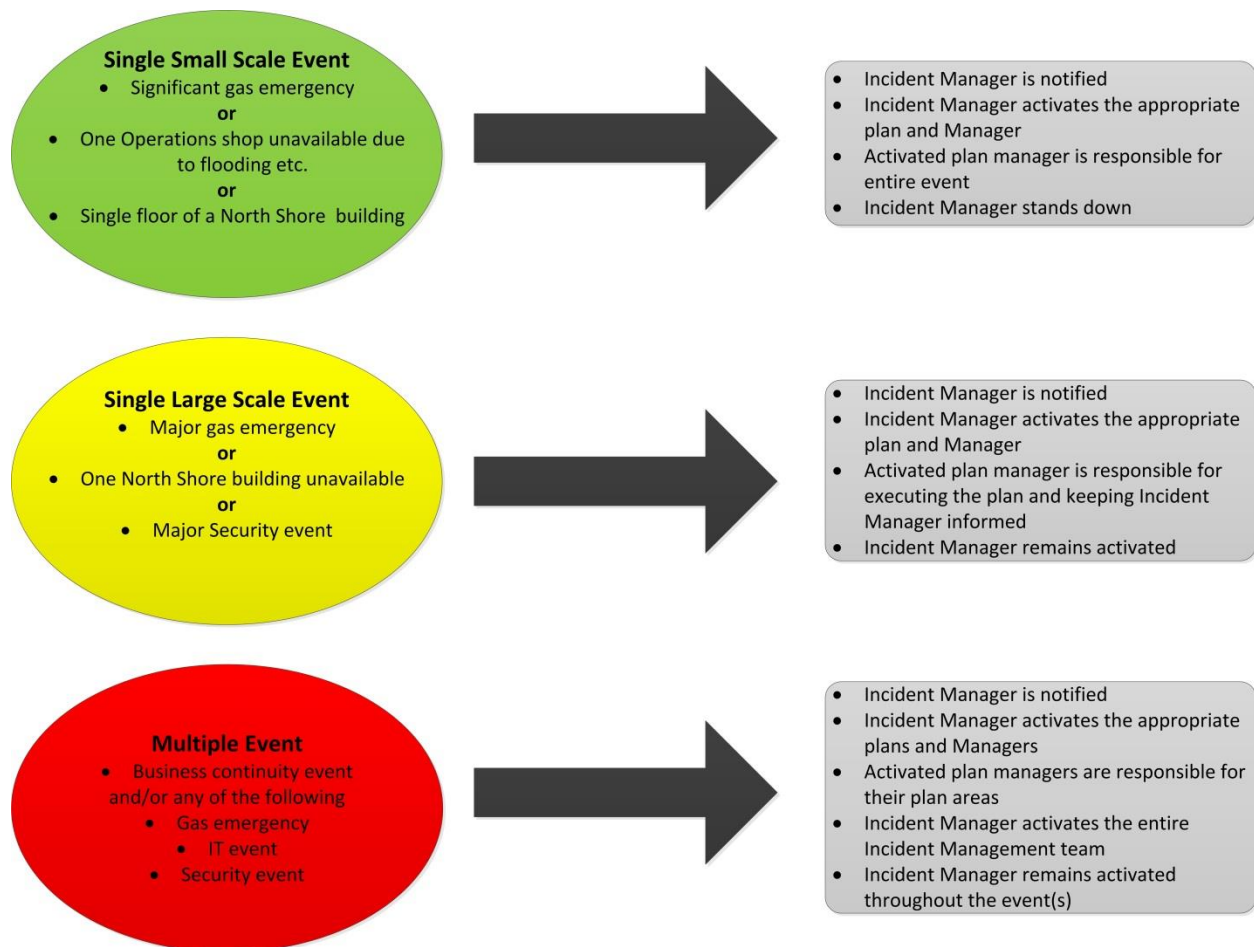 Single Small Scale Event
• Significant gas emergency
or
• One Operations shop unavailable due
to flooding etc.
or
• Single floor of a North Shore building
• Incident Manager is notified
• Incident Manager activates the appropriate
plan and Manager
• Activated plan manager is responsible for
entire event
• Incident Manager stands down
Single Large Scale Event
• Major gas emergency
or
• One North Shore building unavailable
or
• Major Security event
• Incident Manager is notified
• Incident Manager activates the appropriate
plan and Manager
• Activated plan manager is responsible for
executing the plan and keeping Incident
Manager informed
• Incident Manager remains activated
Multiple Event
• Business continuity event
and/or any of the following
• Gas emergency
• IT event
• Security event
• Incident Manager is notified
• Incident Manager activates the appropriate
plans and Managers
• Activated plan managers are responsible for
their plan areas
• Incident Manager activates the entire
Incident Management team
• Incident Manager remains activated
throughout the event(s)